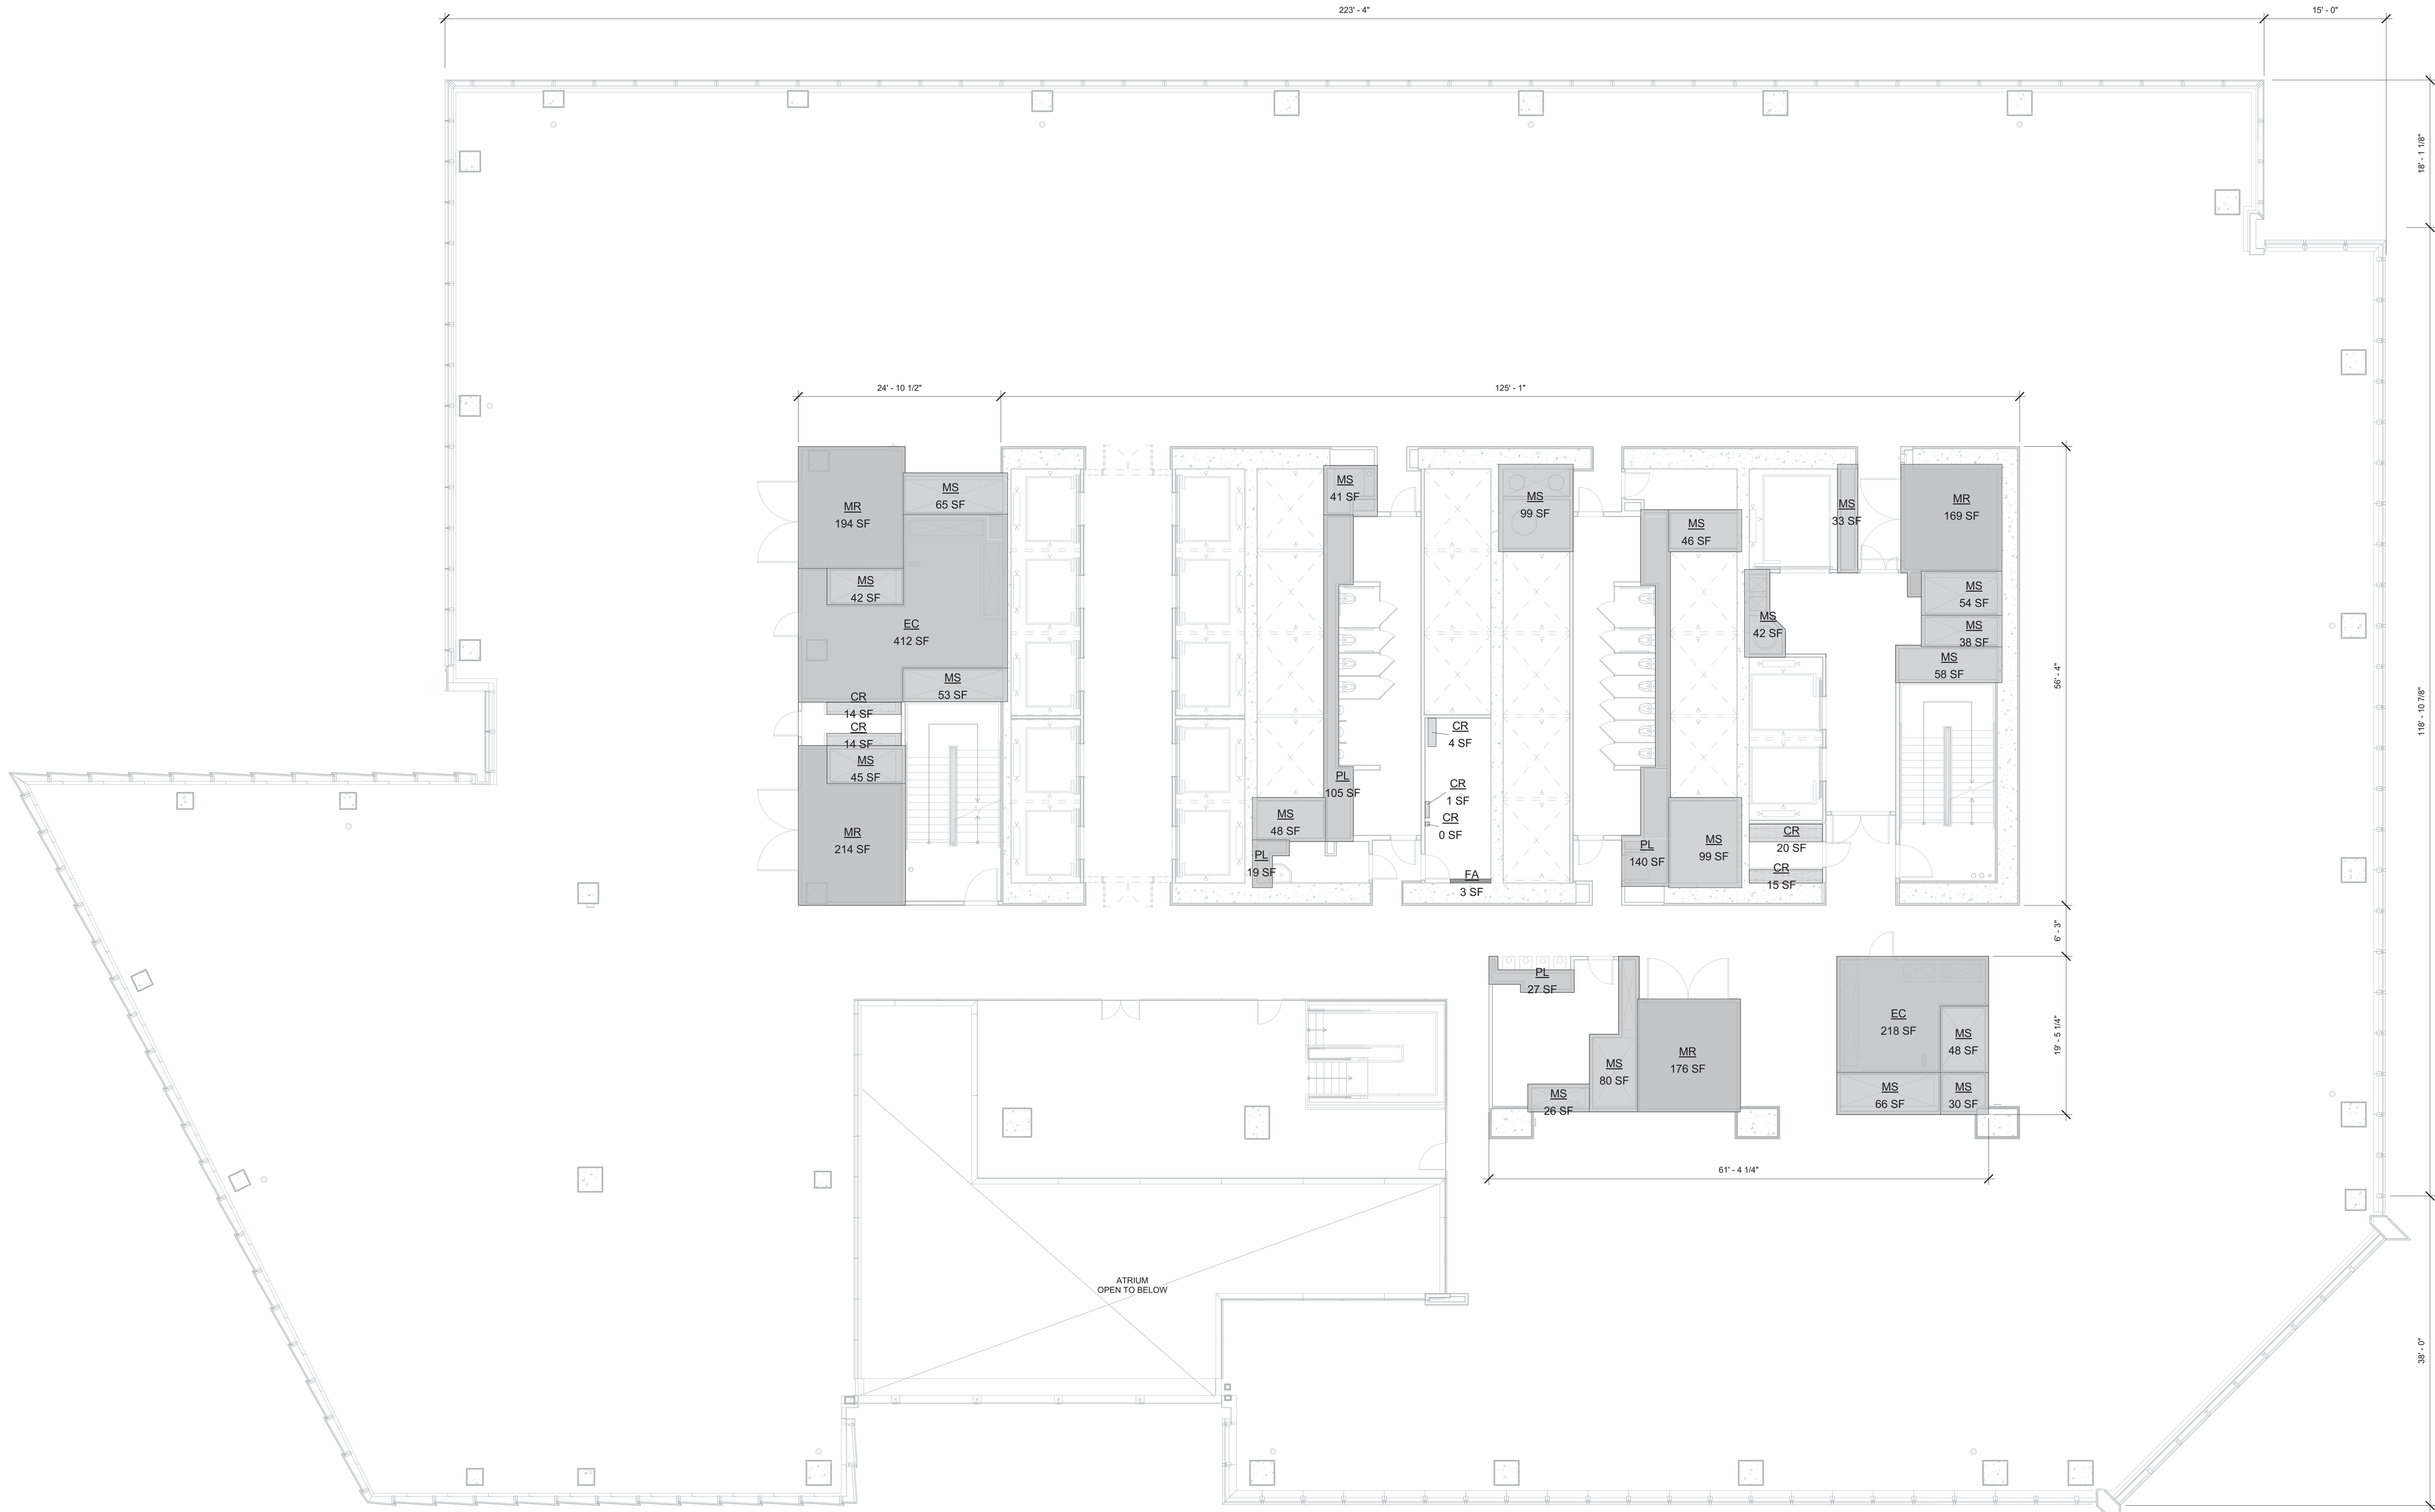 223' - 4"
15' - 0"
18' - 1 1/8"
24' - 10 1/2"
125' - 1"
MR
194 SF
MS
65 SF
MS
41 SF
MS
99 SF
MS
46 SF
MS
33 SF
MR
169 SF
MS
42 SF
EC
412 SF
MS
53 SF
MS
42 SF
MS
54 SF
MS
38 SF
MS
58 SF
56' - 4"
118' - 10 7/8"
CR
14 SF
CR
14 SF
MS
45 SF
MR
214 SF
CR
4 SF
CR
1 SF
CR
0 SF
PL
105 SF
MS
48 SF
PL
19 SF
FA
3 SF
PL
140 SF
MS
99 SF
CR
20 SF
CR
15 SF
6' - 3"
PL
27 SF
MS
80 SF
MR
176 SF
MS
26 SF
EC
218 SF
MS
48 SF
MS
66 SF
MS
30 SF
19' - 5 1/4"
61' - 4 1/4"
ATRIUM
OPEN TO BELOW
38' - 0"